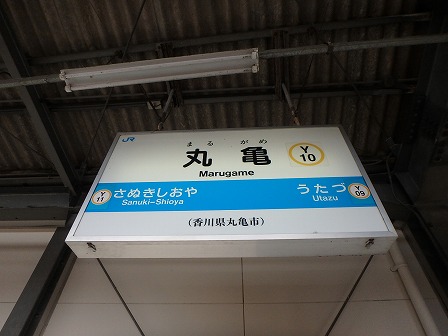 JR
まる がめ
丸亀
Marugame
Y
10
Y
11
さぬきしおや
Sanuki-Shioya
うたづ
Utazu
Y
09
(香川県丸亀市)